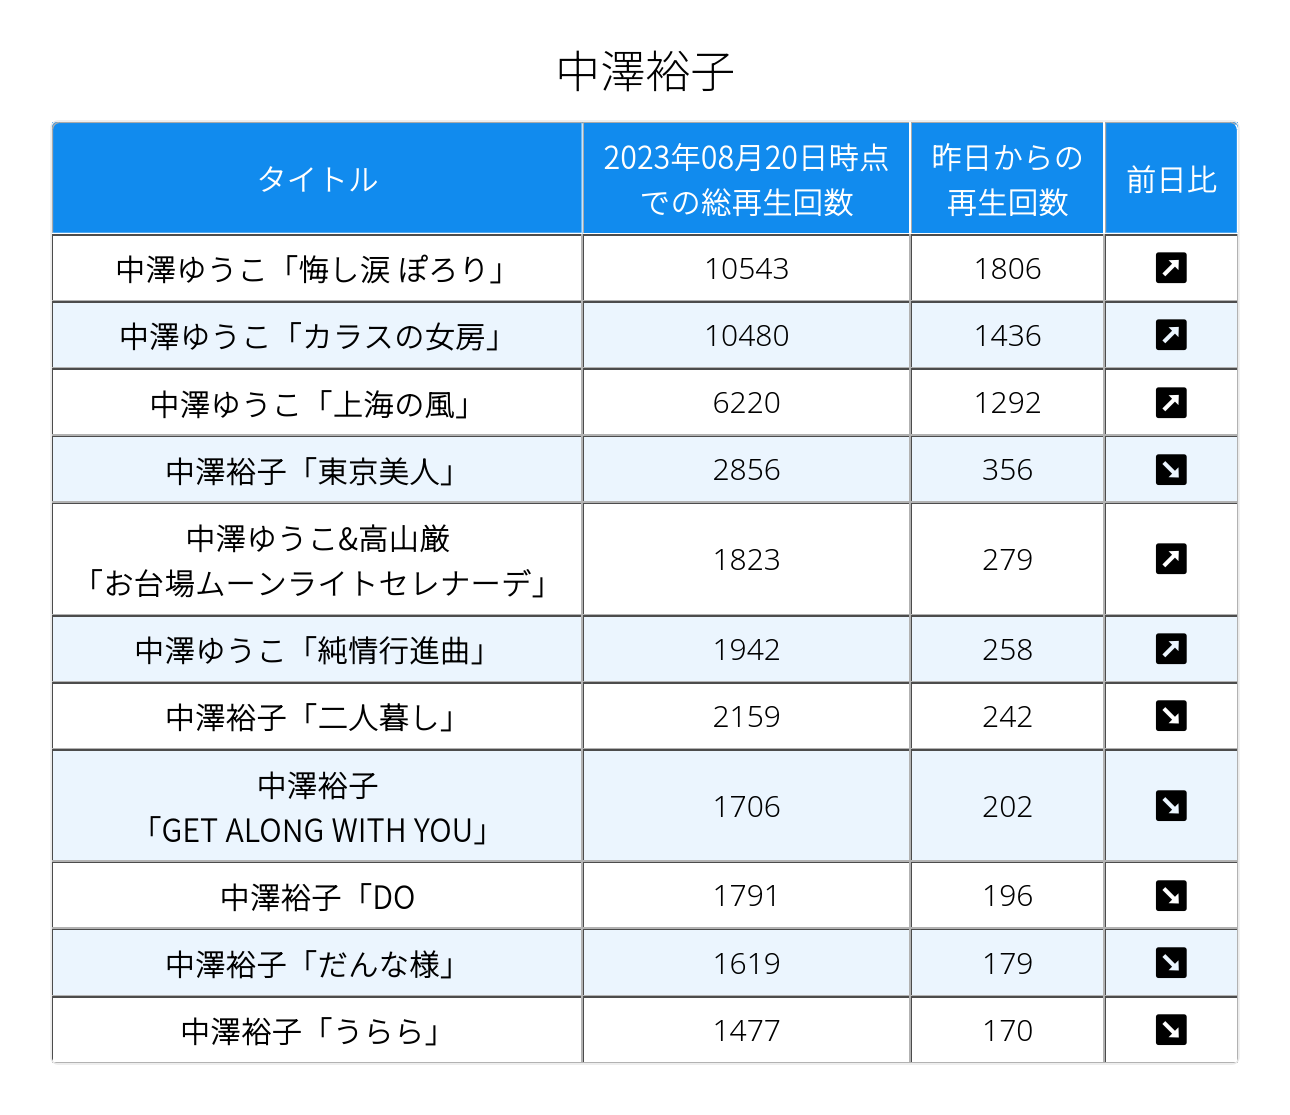 中澤裕子
タイトル
2023年08月20日時点
での総再生回数
昨日からの
再生回数
前日比
中澤ゆうこ「悔し涙 ぽろり」
10543
1806
中澤ゆうこ「カラスの女房」
10480
1436
中澤ゆうこ「上海の風」
6220
1292
中澤裕子「東京美人」
2856
356
中澤ゆうこ&高山厳
「お台場ムーンライトセレナーデ」
1823
279
中澤ゆうこ「純情行進曲」
1942
258
中澤裕子「二人暮し」
2159
242
中澤裕子
「GET ALONG WITH YOU」
1706
202
中澤裕子「DO
1791
196
中澤裕子「だんな様」
1619
179
中澤裕子「うらら」
1477
170